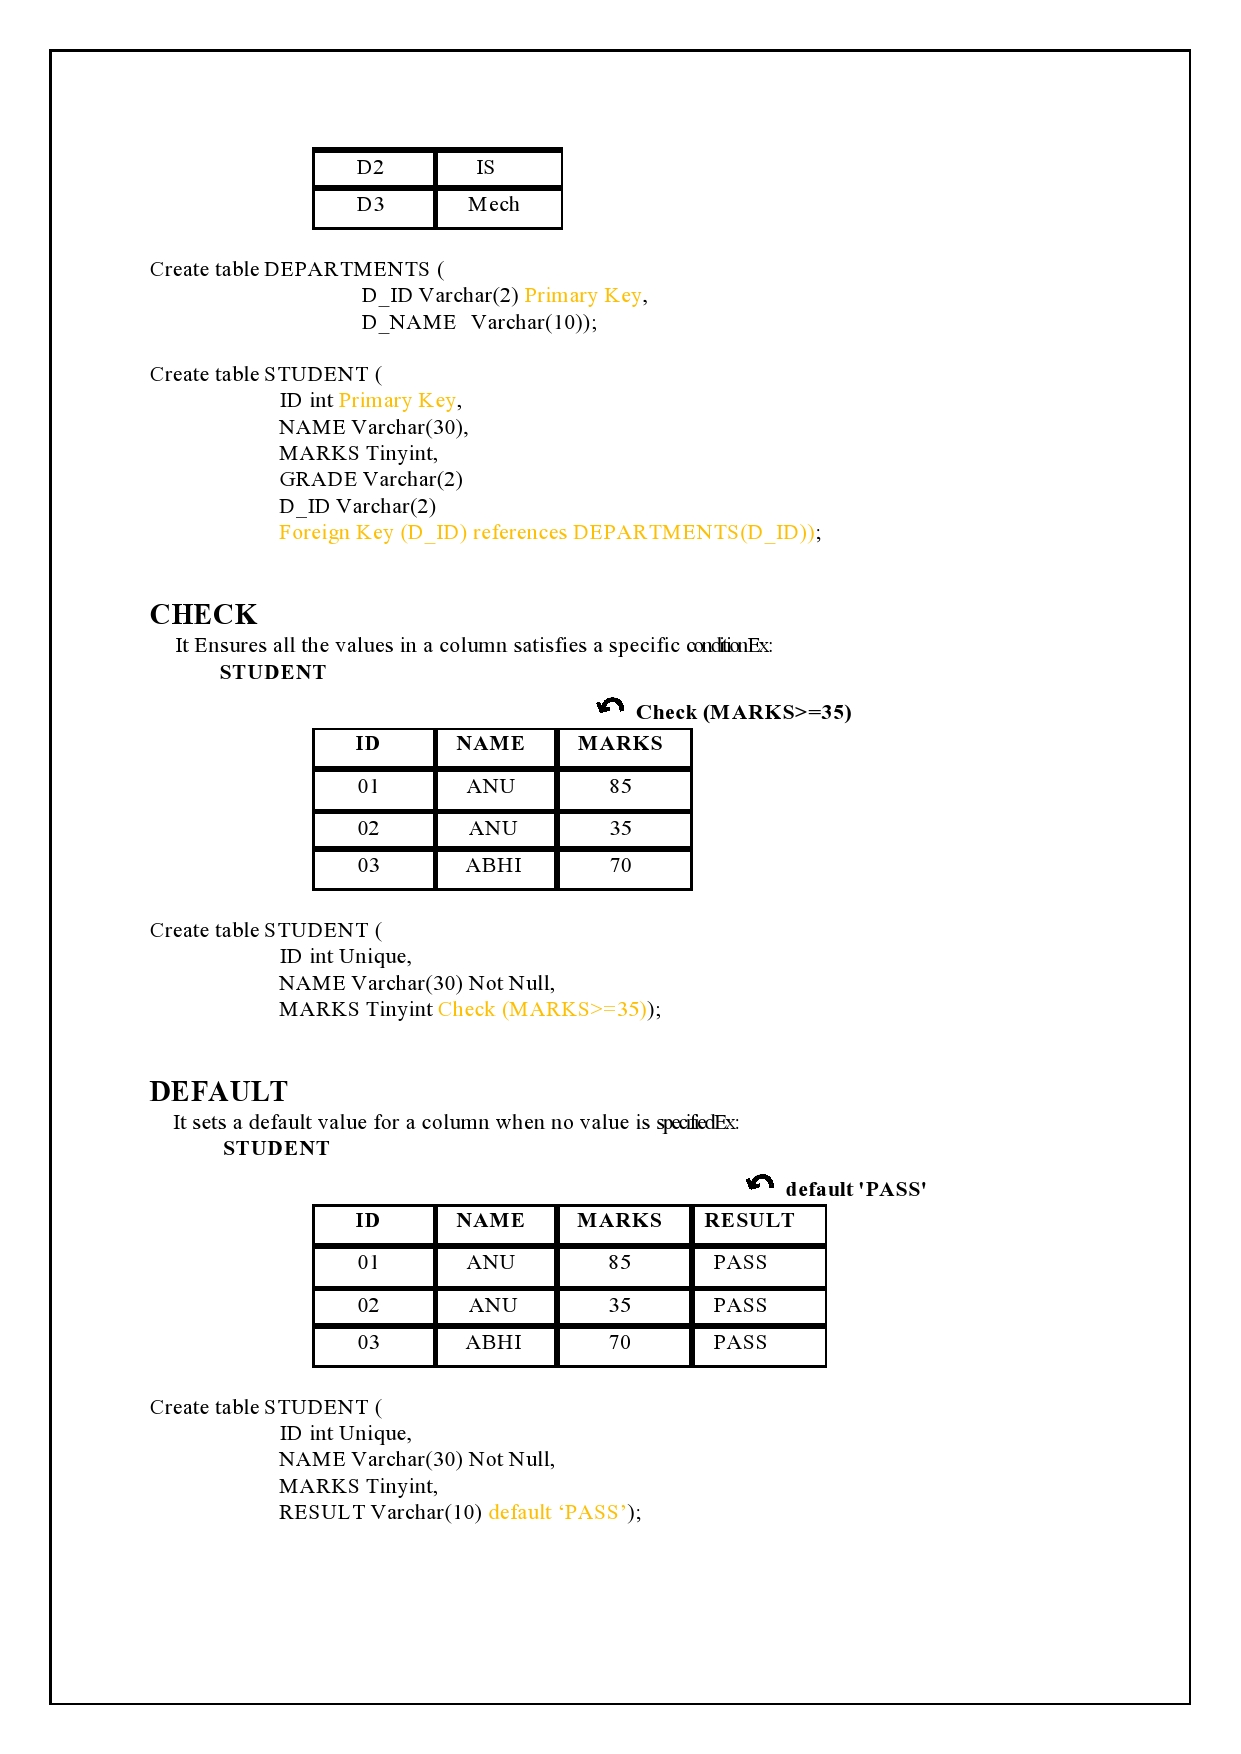 D2 IS
D3 Mech
Create table DEPARTMENTS (
D_ID Varchar(2) Primary Key,
D_NAME Varchar(10));
Create table STUDENT (
ID int Primary Key,
NAME Varchar(30),
MARKS Tinyint,
GRADE Varchar(2)
D_ID Varchar(2)
Foreign Key (D_ID) references DEPARTMENTS(D_ID));
CHECK
It Ensures all the values in a column satisfies a specific conditionEx:
STUDENT
Check (MARKS>=35)
ID NAME MARKS
01 ANU 85
02 ANU 35
03 ABHI 70
Create table STUDENT (
ID int Unique,
NAME Varchar(30) Not Null,
MARKS Tinyint Check (MARKS>=35));
DEFAULT
It sets a default value for a column when no value is specifiedEx:
STUDENT
default 'PASS'
ID NAME MARKS RESULT
01 ANU 85 PASS
02 ANU 35 PASS
03 ABHI 70 PASS
Create table STUDENT (
ID int Unique,
NAME Varchar(30) Not Null,
MARKS Tinyint,
RESULT Varchar(10) default ‘PASS’);